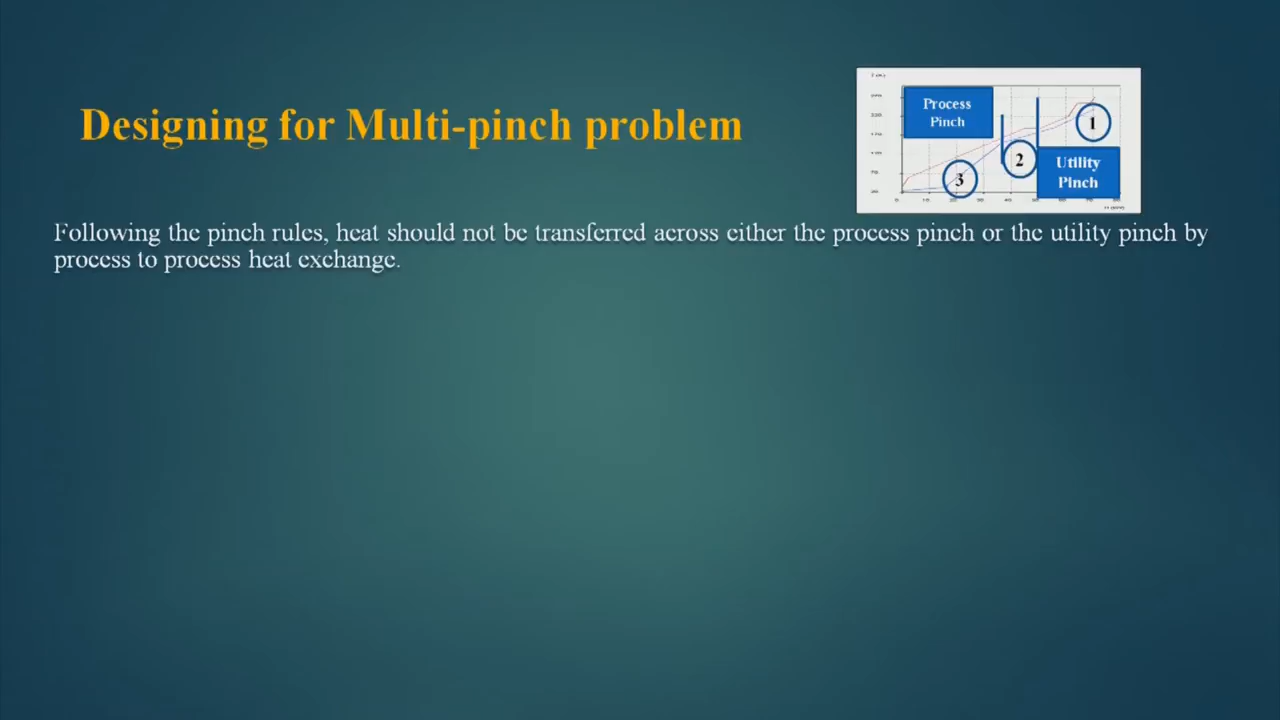 Designing for Multi-pinch problem
Process
Pinch
1
2
Utility
Pinch
3
Following the pinch rules, heat should not be transferred across either the process pinch or the utility pinch by
process to process heat exchange.